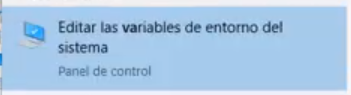 Editar las variables de entorno del
sistema
Panel de control